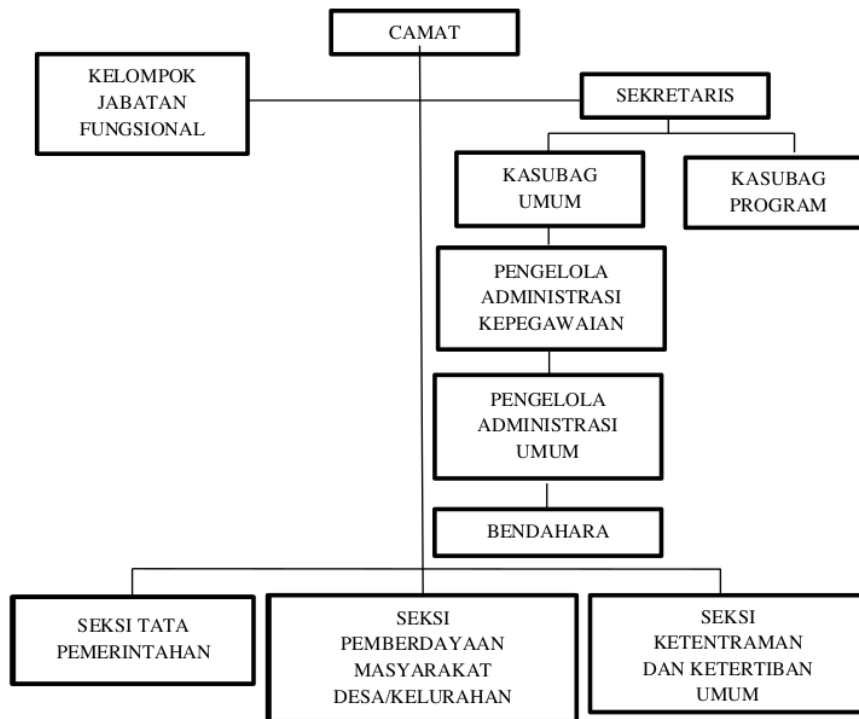 CAMAT
KELOMPOK
JABATAN
FUNGSIONAL
SEKRETARIS
KASUBAG
UMUM
KASUBAG
PROGRAM
PENGELOLA
ADMINISTRASI
KEPEGAWAIAN
PENGELOLA
ADMINISTRASI
UMUM
BENDAHARA
SEKSI TATA
PEMERINTAHAN
SEKSI
PEMBERDAYAAN
MASYARAKAT
DESA/KELURAHAN
SEKSI
KETENTRAMAN
DAN KETERTIBAN
UMUM